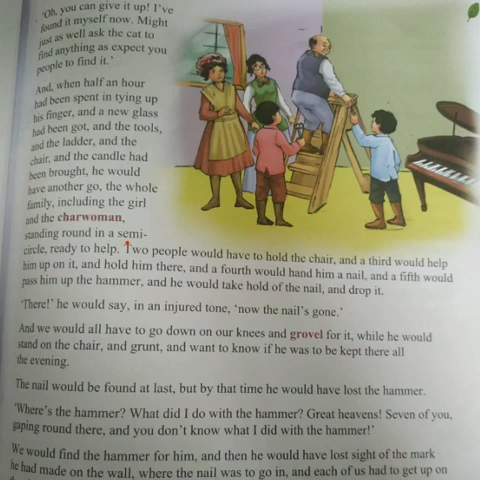 'Oh, you can give it up! I've
found it myself now. Might
just as well ask the cat to
find anything as expect you
people to find it.'
And, when half an hour
had been spent in tying up
his finger, and a new glass
had been got, and the tools,
and the ladder, and the
chair, and the candle had
been brought, he would
have another go, the whole
family, including the girl
and the charwoman,
standing round in a semi-
circle, ready to help. Two people would have to hold the chair, and a third would help
him up on it, and hold him there, and a fourth would hand him a nail, and a fifth would
pass him up the hammer, and he would take hold of the nail, and drop it.
'There!' he would say, in an injured tone, 'now the nail's gone.'
And we would all have to go down on our knees and grovel for it, while he would
stand on the chair, and grunt, and want to know if he was to be kept there all
the evening.
The nail would be found at last, but by that time he would have lost the hammer.
'Where's the hammer? What did I do with the hammer? Great heavens! Seven of you,
gaping round there, and you don't know what I did with the hammer!'
We would find the hammer for him, and then he would have lost sight of the mark
he had made on the wall, where the nail was to go in, and each of us had to get up on